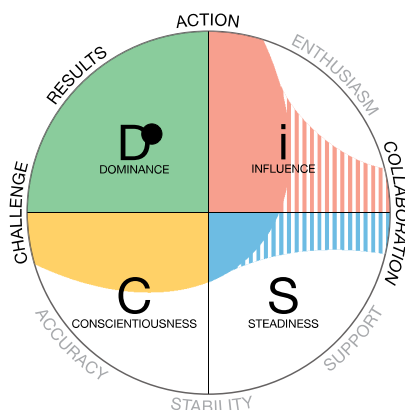 ACTION
ENTHUSIASM
RESULTS
D
DOMINANCE
i
INFLUENCE
CHALLENGE
COLLABORATION
C
CONSCIENTIOUSNESS
S
STEADINESS
ACCURACY
SUPPORT
STABILITY